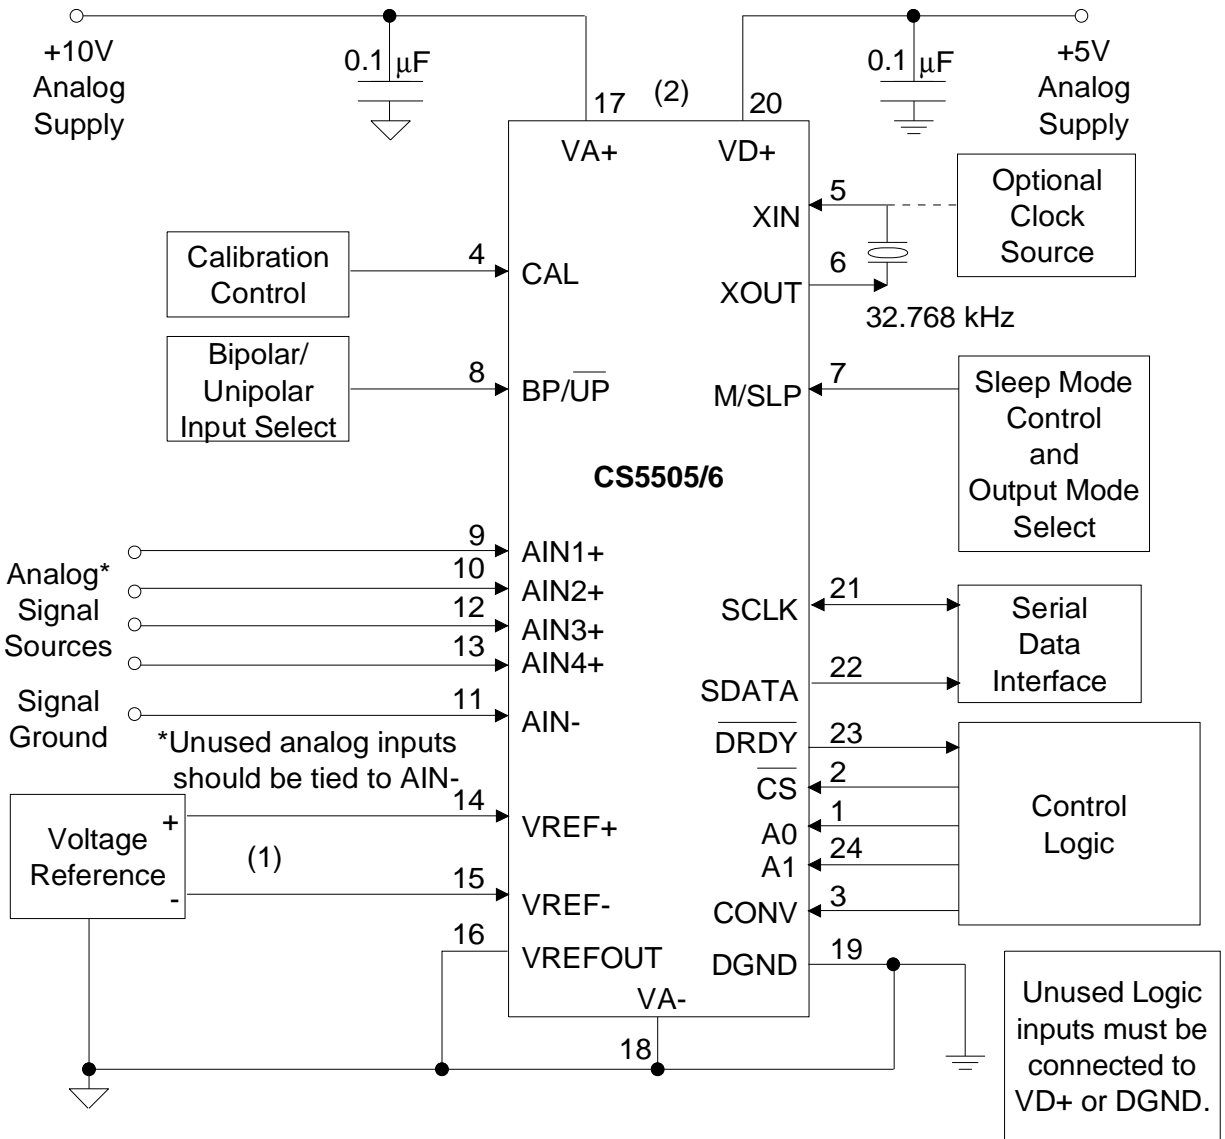 +10V
Analog
Supply
0.1 µF
17
(2)
20
0.1 µF
+5V
Analog
Supply
VA+
VD+
5
XIN
Optional
Clock
Source
Calibration
Control
4
CAL
6
XOUT
32.768 kHz
Bipolar/
Unipolar
Input Select
8
BP/U̅P̅
7
M/SLP
Sleep Mode
Control
and
Output Mode
Select
CS5505/6
Analog*
Signal
Sources
9
AIN1+
10
AIN2+
12
AIN3+
13
AIN4+
Signal
Ground
11
AIN-
21
SCLK
22
SDATA
Serial
Data
Interface
*Unused analog inputs
should be tied to AIN-
23
D̅R̅D̅Y̅
2
C̅S̅
1
A0
24
A1
3
CONV
Control
Logic
Voltage
Reference
+
-
(1)
14
VREF+
15
VREF-
16
VREFOUT
19
DGND
VA-
18
Unused Logic
inputs must be
connected to
VD+ or DGND.